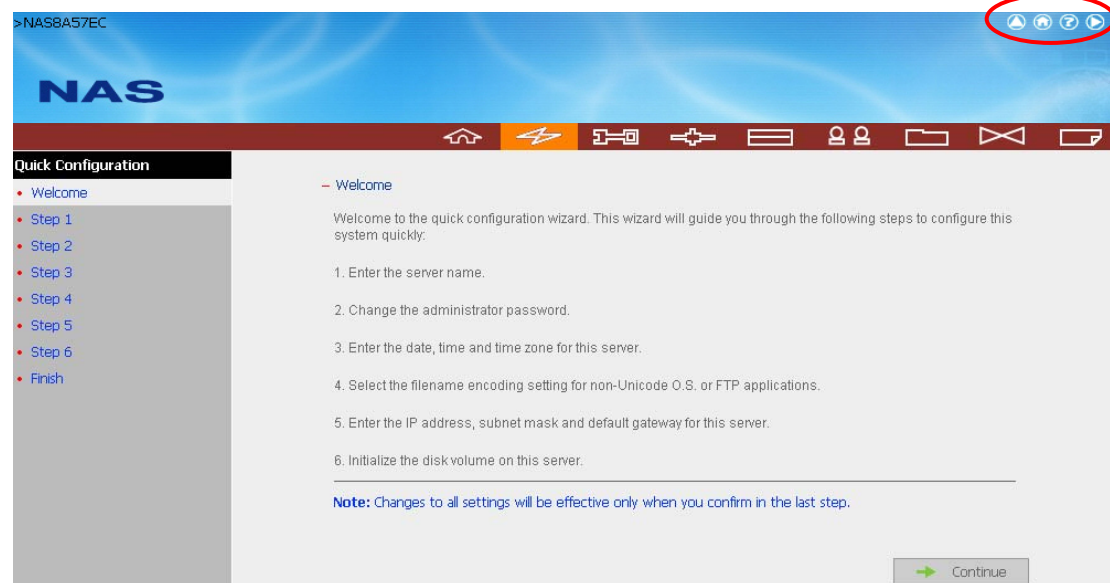 >NAS8A57EC
NAS
Quick Configuration
• Welcome
• Step 1
• Step 2
• Step 3
• Step 4
• Step 5
• Step 6
• Finish
– Welcome
Welcome to the quick configuration wizard. This wizard will guide you through the following steps to configure this
system quickly:
1. Enter the server name.
2. Change the administrator password.
3. Enter the date, time and time zone for this server.
4. Select the filename encoding setting for non-Unicode O.S. or FTP applications.
5. Enter the IP address, subnet mask and default gateway for this server.
6. Initialize the disk volume on this server.
Note: Changes to all settings will be effective only when you confirm in the last step.
Continue